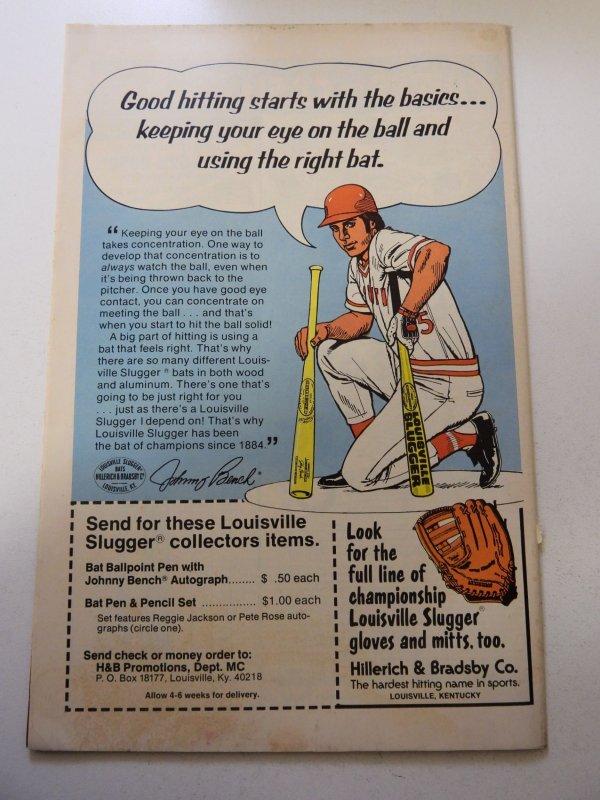 Good hitting starts with the basics...
keeping your eye on the ball and
using the right bat.
“Keeping your eye on the ball
takes concentration. One way to
develop that concentration is to
always watch the ball, even when
it's being thrown back to the
pitcher. Once you have good eye
contact, you can concentrate on
meeting the ball . . . and that's
when you start to hit the ball solid!
A big part of hitting is using a
bat that feels right. That's why
there are so many different Louis-
ville Slugger ® bats in both wood
and aluminum. There's one that's
going to be just right for you
. . . just as there's a Louisville
Slugger I depend on! That's why
Louisville Slugger has been
the bat of champions since 1884.”
LOUISVILLE SLUGGER®
BATS
HILLERICH & BRADSBY Co
LOUISVILLE, KY.
Johnny Bench®
5
LOUISVILLE
SLUGGER
Send for these Louisville
Slugger® collectors items.
Bat Ballpoint Pen with
Johnny Bench® Autograph........ $ .50 each
Bat Pen & Pencil Set ................ $1.00 each
Set features Reggie Jackson or Pete Rose auto-
graphs (circle one).
Send check or money order to:
H&B Promotions, Dept. MC
P. O. Box 18177, Louisville, Ky. 40218
Allow 4-6 weeks for delivery.
Look
for the
full line of
championship
Louisville Slugger®
gloves and mitts, too.
Hillerich & Bradsby Co.
The hardest hitting name in sports.
LOUISVILLE, KENTUCKY